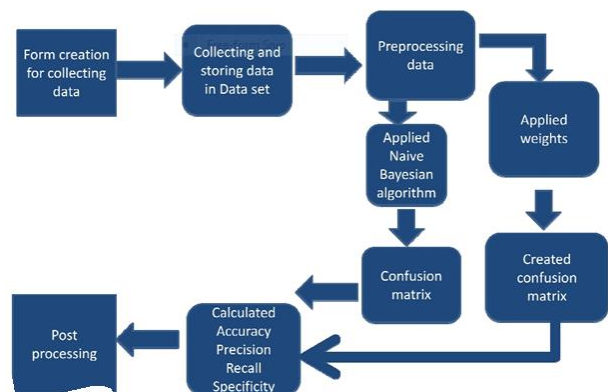 Form creation
for collecting
data
Collecting and
storing data
in Data set
Preprocessing
data
Applied
Naive
Bayesian
algorithm
Applied
weights
Confusion
matrix
Created
confusion
matrix
Calculated
Accuracy
Precision
Recall
Specificity
Post
processing